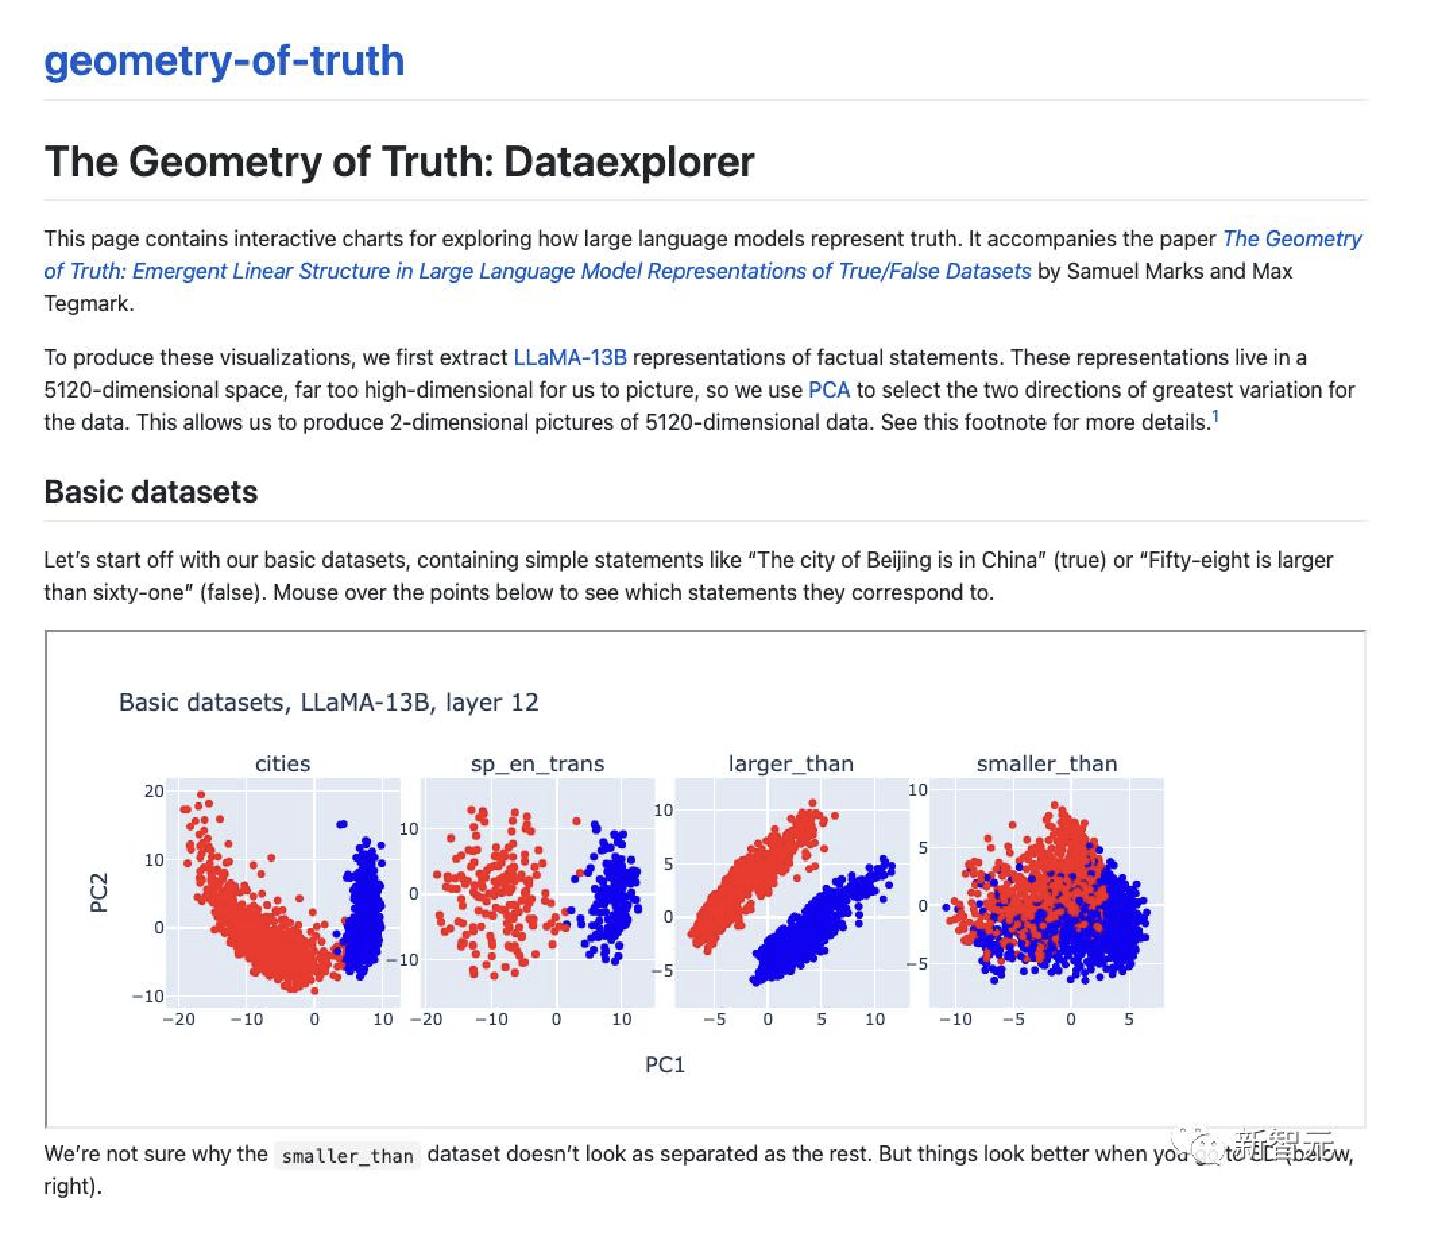 geometry-of-truth
The Geometry of Truth: Dataexplorer
This page contains interactive charts for exploring how large language models represent truth. It accompanies the paper The Geometry
of Truth: Emergent Linear Structure in Large Language Model Representations of True/False Datasets by Samuel Marks and Max
Tegmark.
To produce these visualizations, we first extract LLaMA-13B representations of factual statements. These representations live in a
5120-dimensional space, far too high-dimensional for us to picture, so we use PCA to select the two directions of greatest variation for
the data. This allows us to produce 2-dimensional pictures of 5120-dimensional data. See this footnote for more details.1
Basic datasets
Let's start off with our basic datasets, containing simple statements like “The city of Beijing is in China” (true) or “Fifty-eight is larger
than sixty-one” (false). Mouse over the points below to see which statements they correspond to.
Basic datasets, LLaMA-13B, layer 12
cities
sp_en_trans
larger_than
smaller_than
PC2
20
10
0
−10
−20 −10 0 10
10
0
−10
−20 −10 0 10
10
5
0
−5
−5 0 5 10
10
5
0
−5
−10 −5 0 5
PC1
We're not sure why the smaller_than dataset doesn't look as separated as the rest. But things look better when you to (below,
right).
新智元